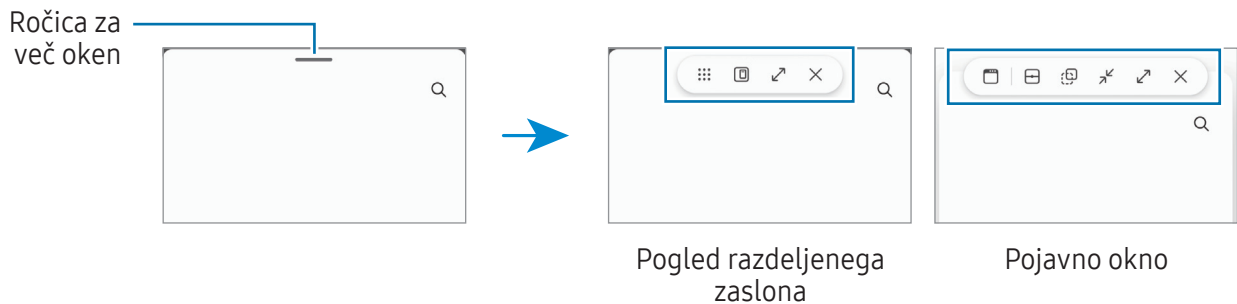 Ročica za
več oken
Pogled razdeljenega
zaslona
Pojavno okno